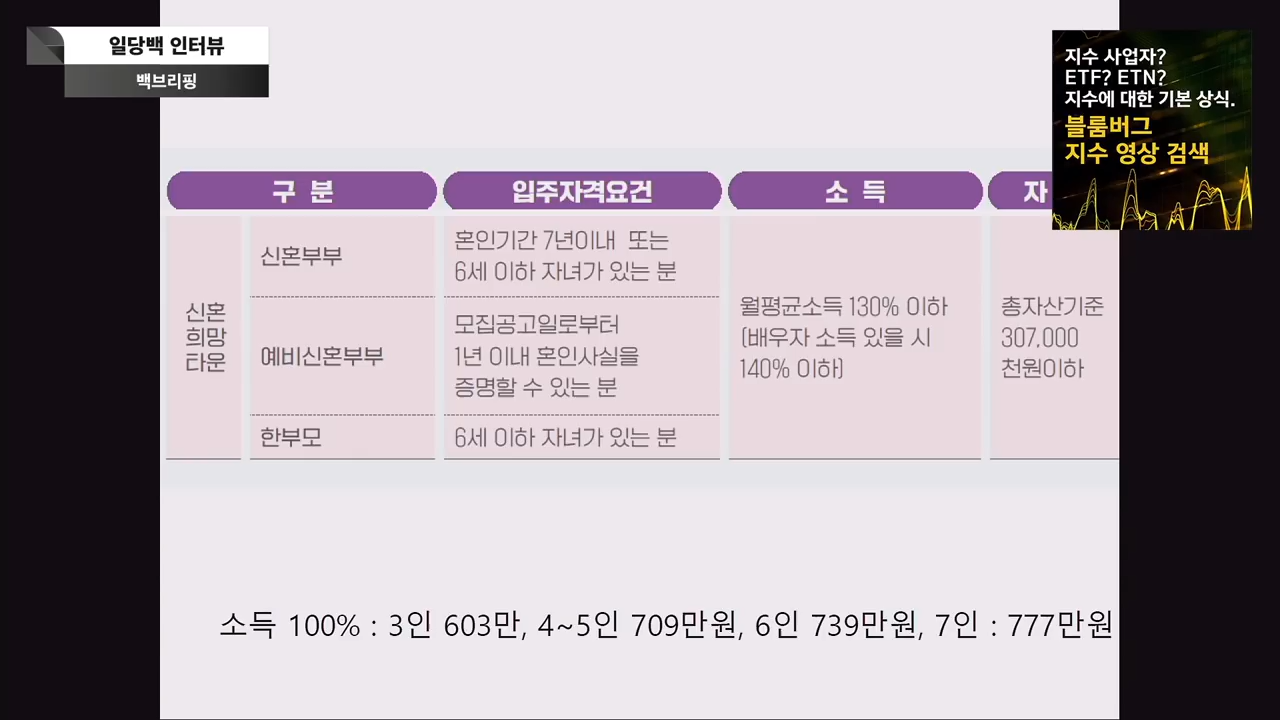 일당백 인터뷰
백브리핑
지수 사업자?
ETF? ETN?
지수에 대한 기본 상식.
블룸버그
지수 영상 검색
구 분
입주자격요건
소 득
자
신혼
희망
타운
신혼부부
혼인기간 7년이내 또는
6세 이하 자녀가 있는 분
예비신혼부부
모집공고일로부터
1년 이내 혼인사실을
증명할 수 있는 분
한부모
6세 이하 자녀가 있는 분
월평균소득 130% 이하
(배우자 소득 있을 시
140% 이하)
총자산기준
307,000
천원이하
소득 100% : 3인 603만, 4~5인 709만원, 6인 739만원, 7인 : 777만원